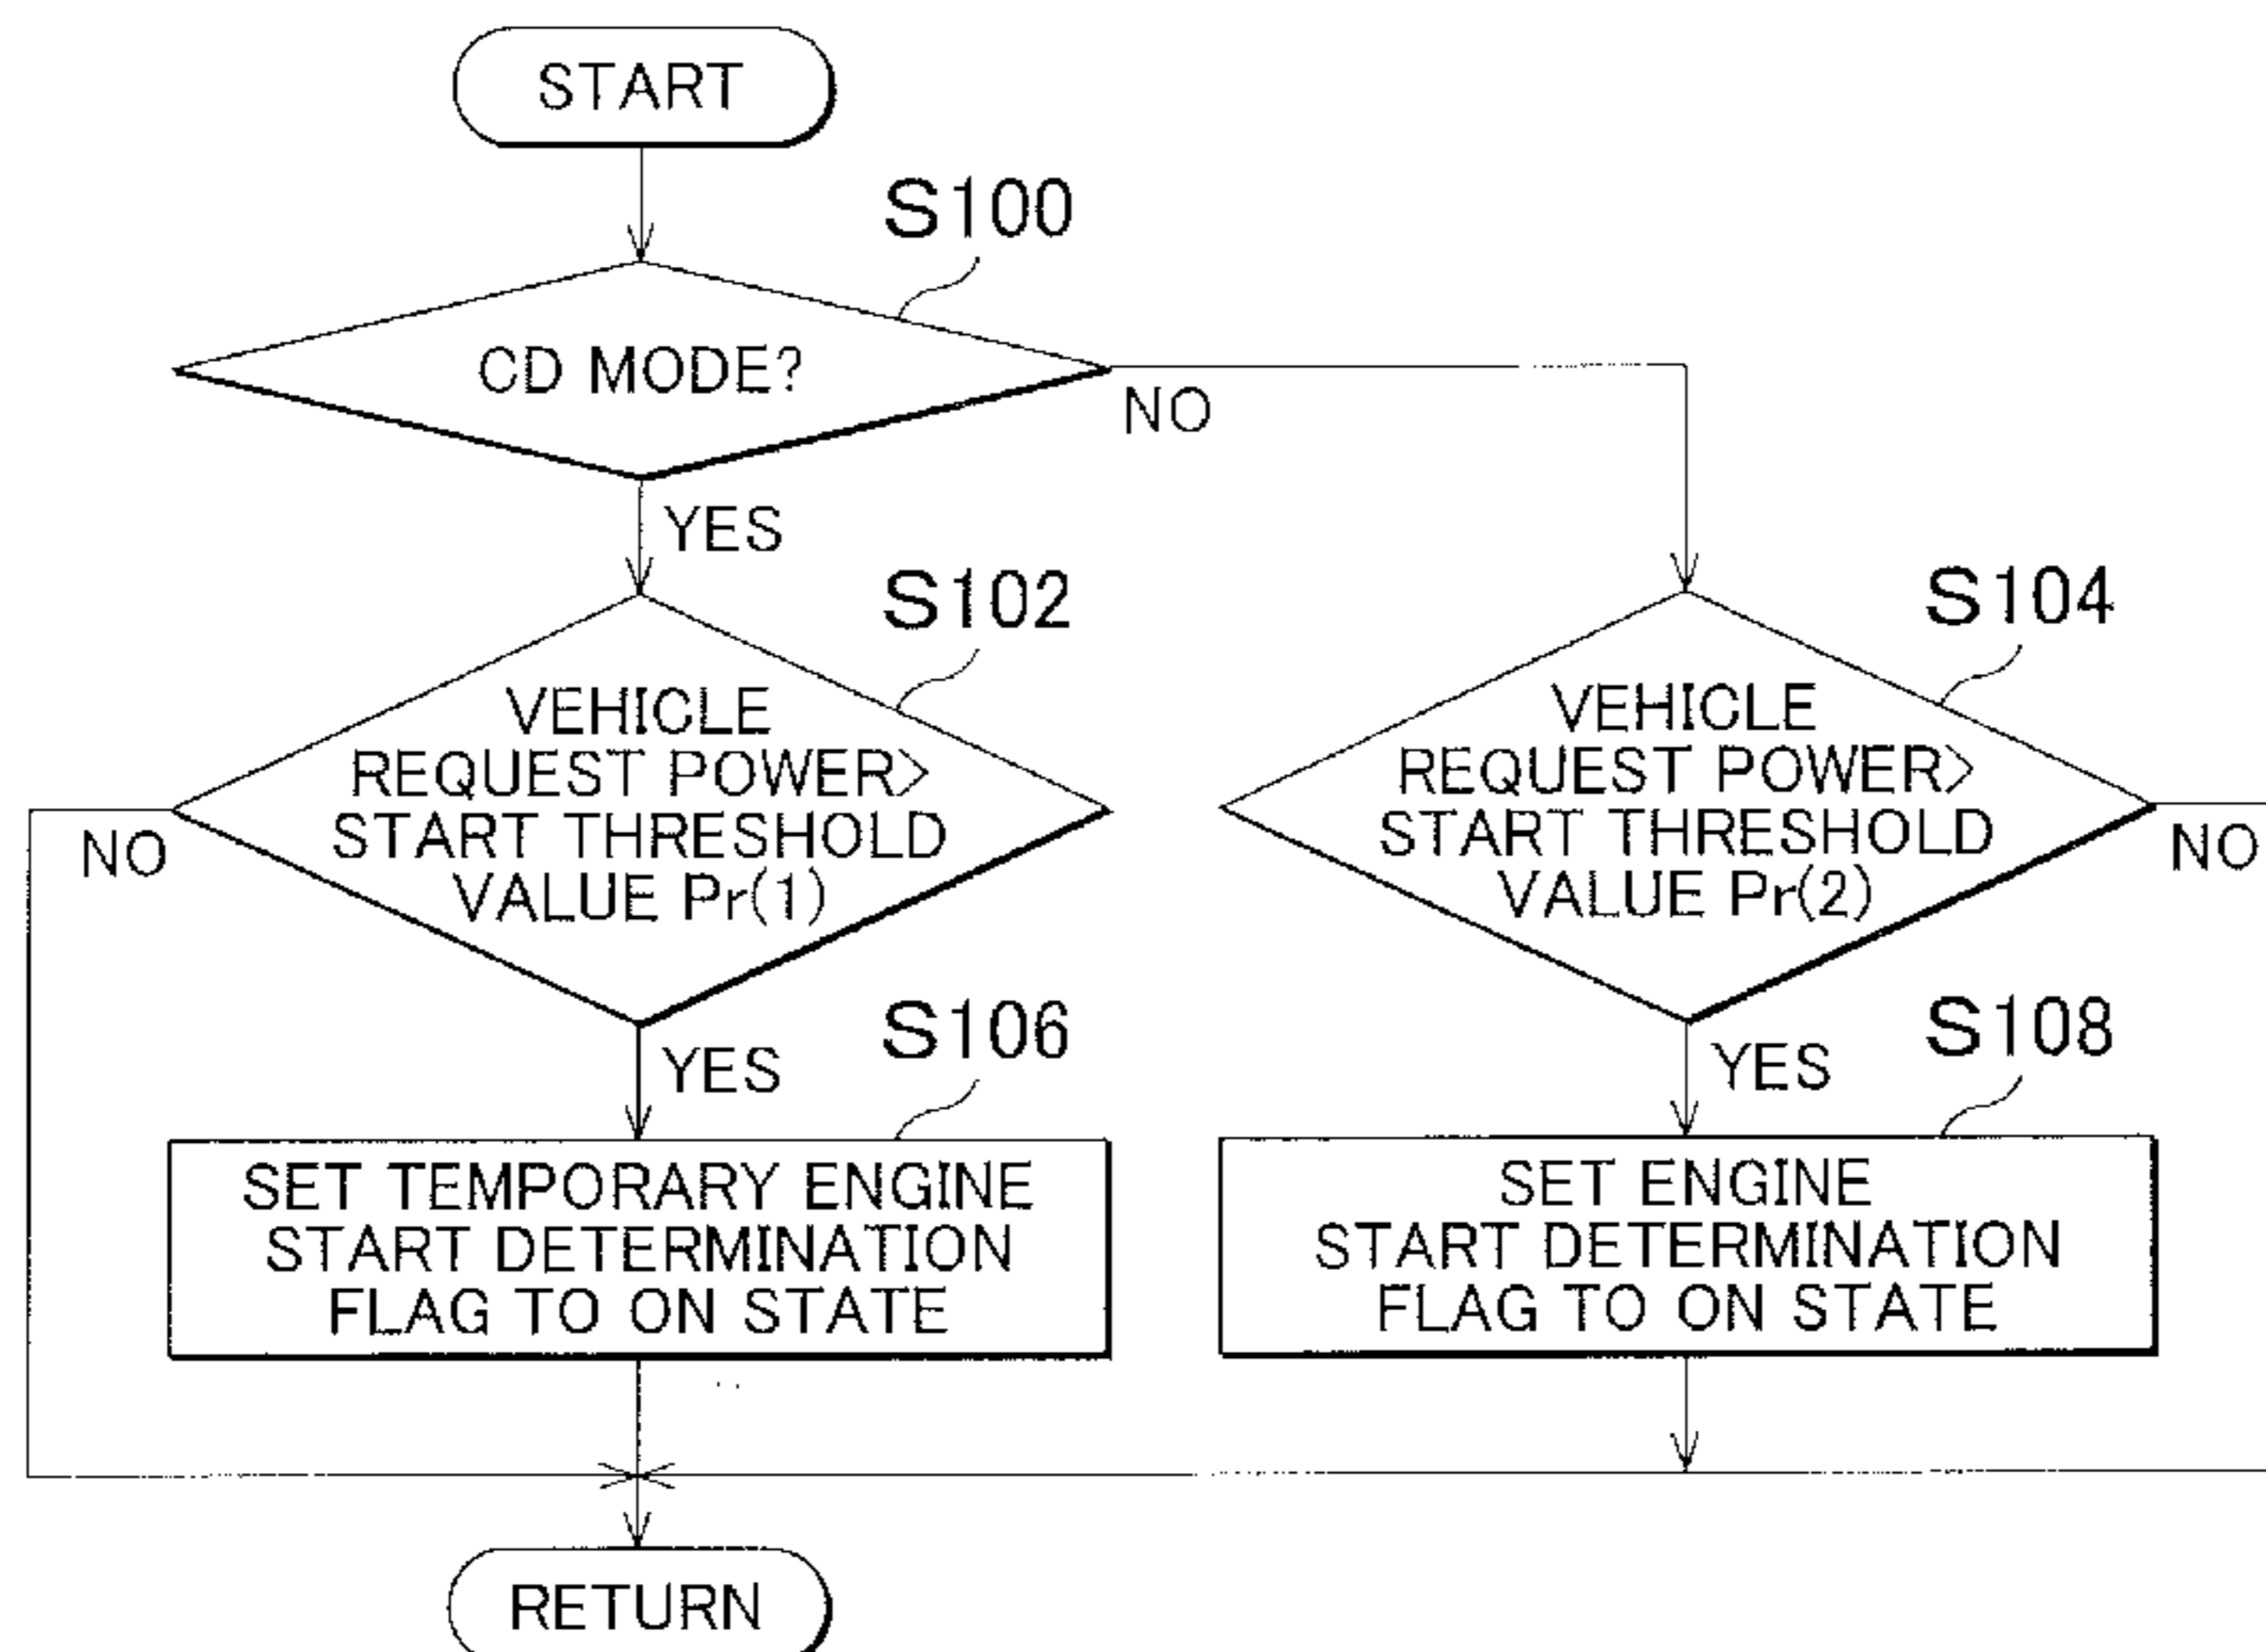 START
S100
CD MODE?
NO
YES
S102
S104
VEHICLE
REQUEST POWER>
START THRESHOLD
VALUE Pr(1)
NO
VEHICLE
REQUEST POWER>
START THRESHOLD
VALUE Pr(2)
NO
YES
S106
YES
S108
SET TEMPORARY ENGINE
START DETERMINATION
FLAG TO ON STATE
SET ENGINE
START DETERMINATION
FLAG TO ON STATE
RETURN